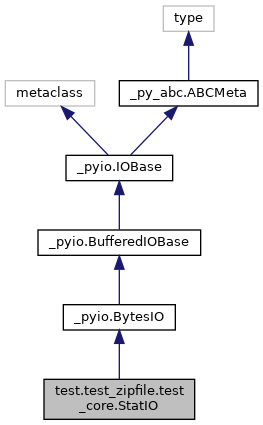 type
metaclass
_py_abc.ABCMeta
_pyio.IOBase
_pyio.BufferedIOBase
_pyio.BytesIO
test.test_zipfile.test
_core.StatIO